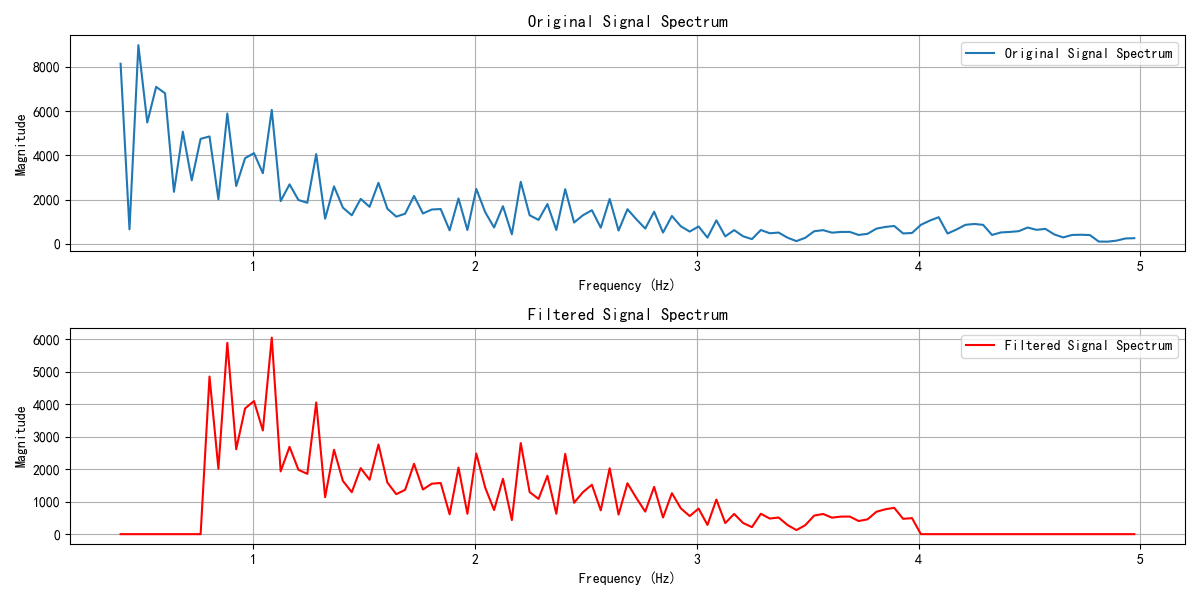 Original Signal Spectrum
Original Signal Spectrum
8000
6000
4000
2000
0
Magnitude
1 2 3 4 5
Frequency (Hz)
Filtered Signal Spectrum
Filtered Signal Spectrum
6000
5000
4000
3000
2000
1000
0
Magnitude
1 2 3 4 5
Frequency (Hz)